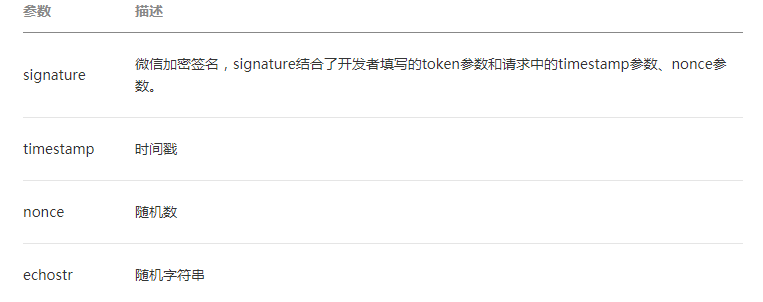 参数 描述
signature 微信加密签名，signature结合了开发者填写的token参数和请求中的timestamp参数、nonce参
数。
timestamp 时间戳
nonce 随机数
echostr 随机字符串